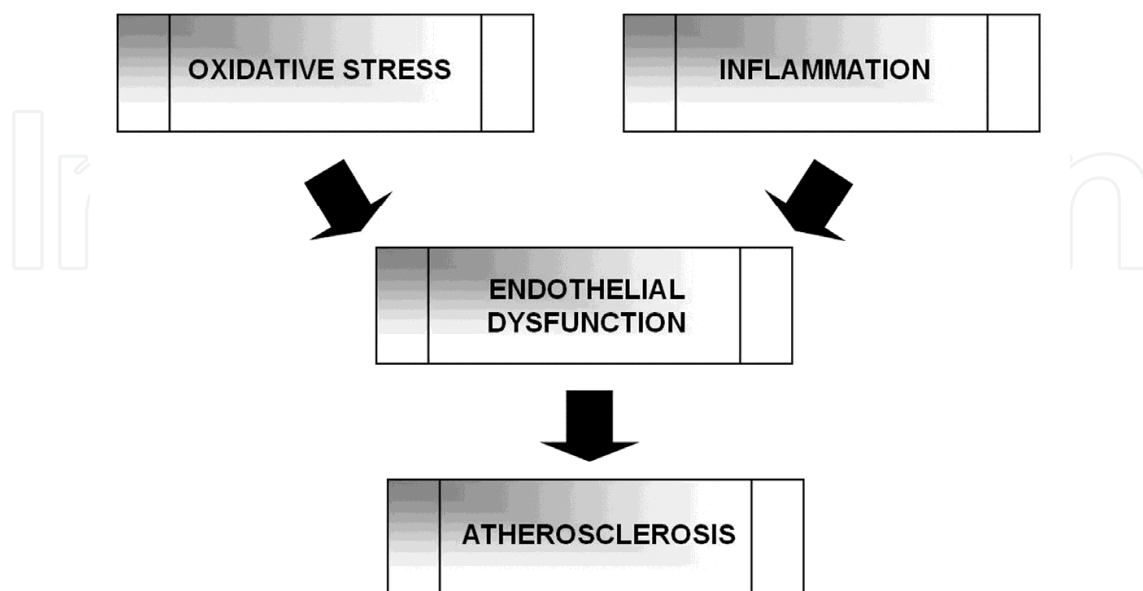 OXIDATIVE STRESS
INFLAMMATION
ENDOTHELIAL
DYSFUNCTION
ATHEROSCLEROSIS